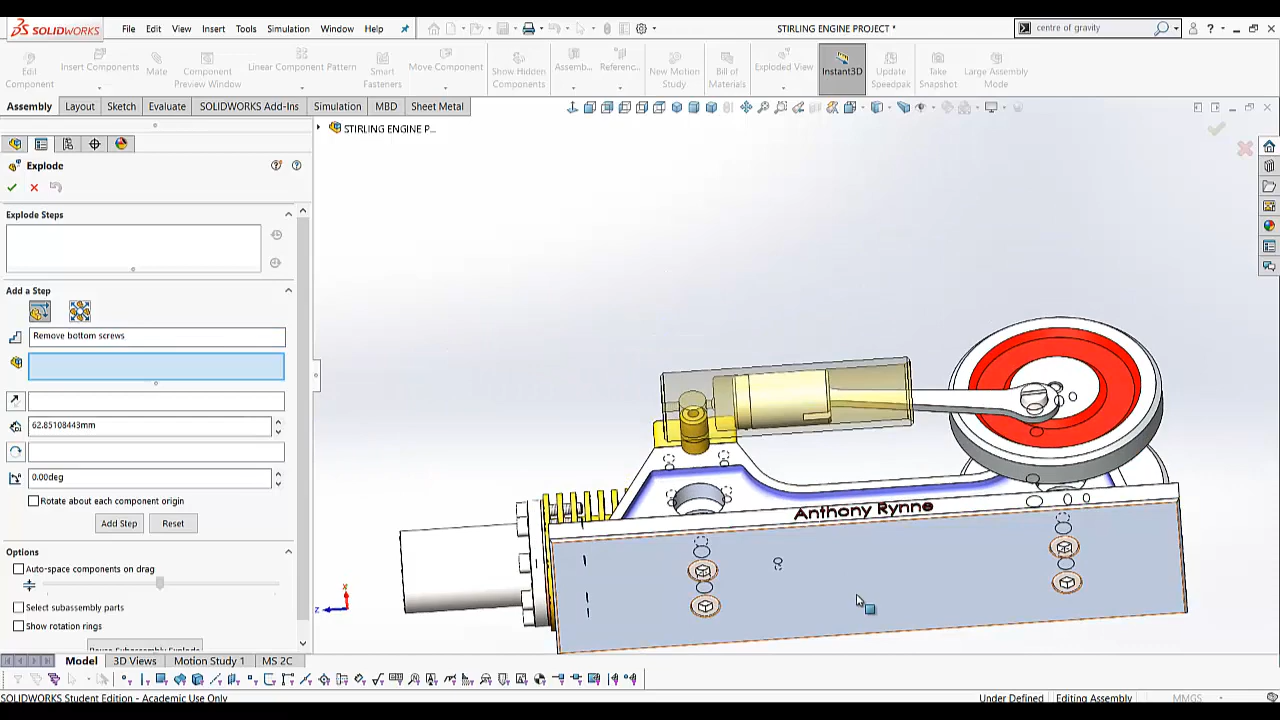 SOLIDWORKS File Edit View Insert Tools Simulation Window Help STIRLING ENGINE PROJECT * centre of gravity
Edit Component
Insert Components
Mate
Component Preview Window
Linear Component Pattern
Smart Fasteners
Move Component
Show Hidden Components
Assemb...
Referenc...
New Motion Study
Bill of Materials
Exploded View
Instant3D
Update Speedpak
Take Snapshot
Large Assembly Mode
Assembly Layout Sketch Evaluate SOLIDWORKS Add-Ins Simulation MBD Sheet Metal
STIRLING ENGINE P...
Explode
Explode Steps
Add a Step
Remove bottom screws
62.85108443mm
0.00deg
Rotate about each component origin
Add Step Reset
Options
Auto-space components on drag
Select subassembly parts
Show rotation rings
Anthony Rynne
X
Z
Model 3D Views Motion Study 1 MS 2C
SOLIDWORKS Student Edition - Academic Use Only Under Defined Editing Assembly MMGS